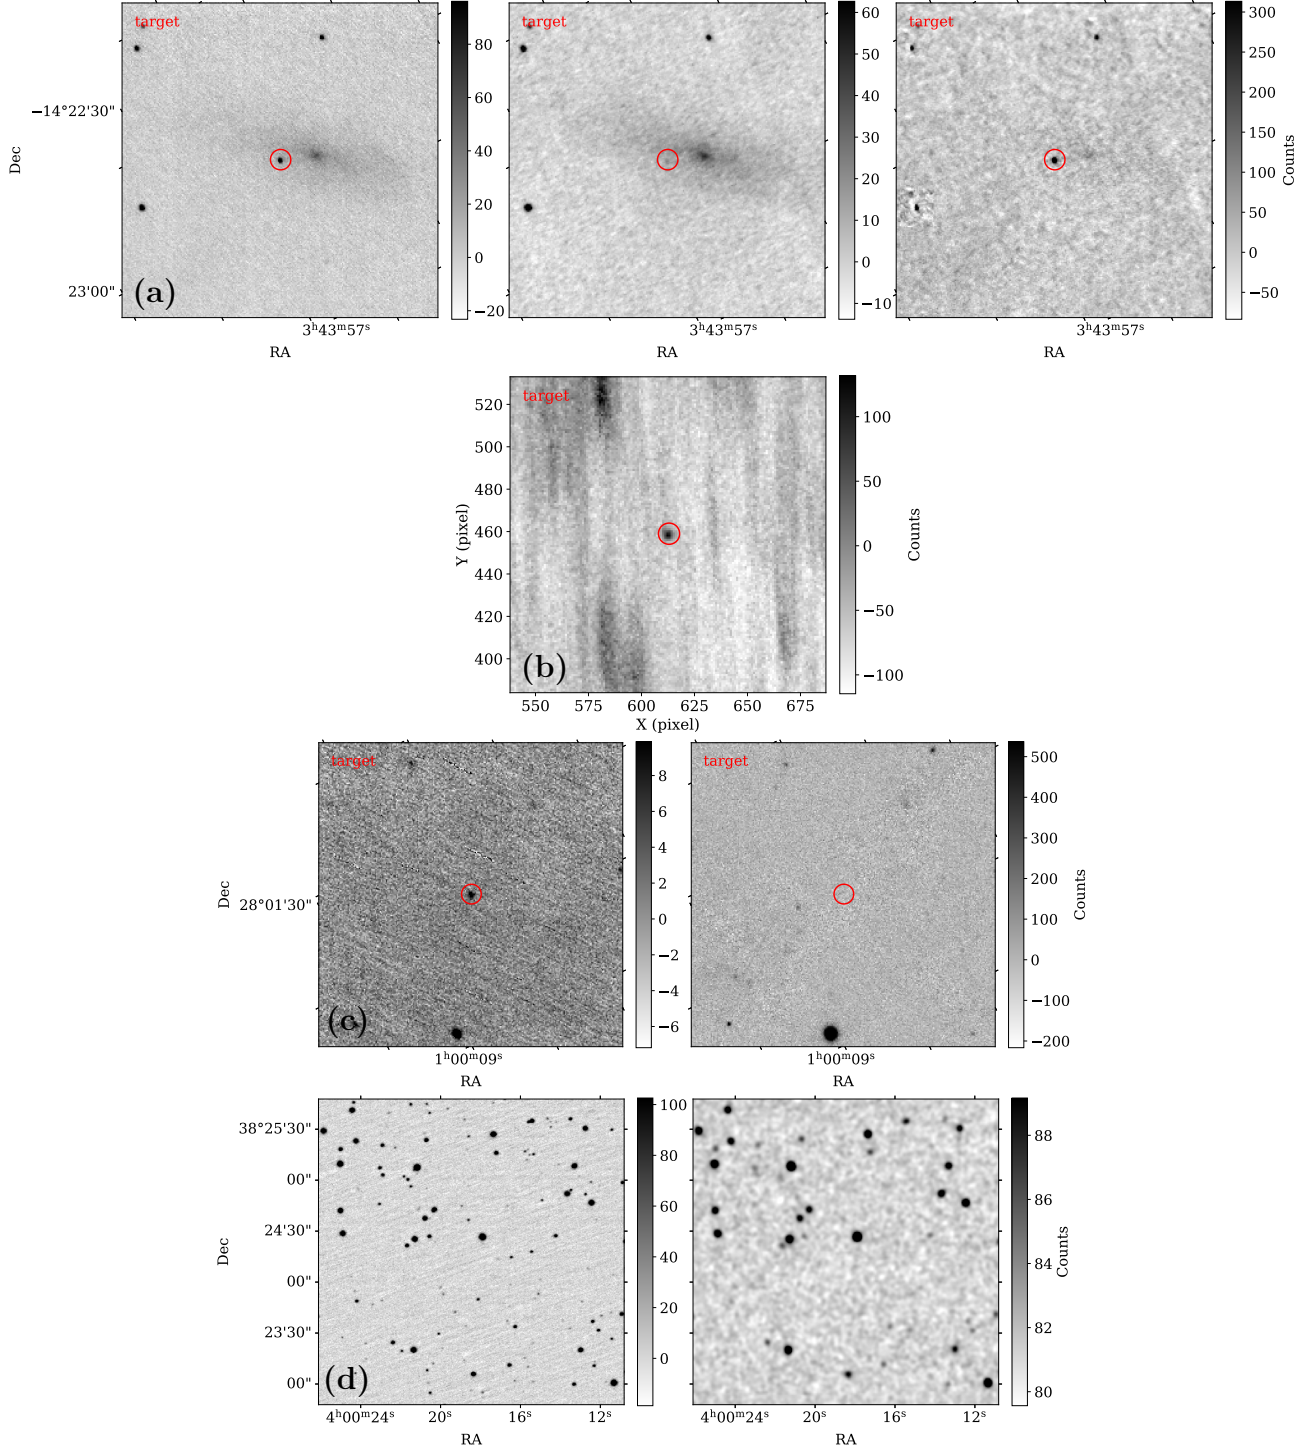 target
target
target
−14°22'30"
23'00"
Dec
(a)
3ʰ43ᵐ57ˢ
3ʰ43ᵐ57ˢ
3ʰ43ᵐ57ˢ
RA
RA
RA
80
60
40
20
0
−20
60
50
40
30
20
10
0
−10
300
250
200
150
100
50
0
−50
Counts
target
520
500
480
460
440
420
400
Y (pixel)
(b)
550 575 600 625 650 675
X (pixel)
100
50
0
−50
−100
Counts
target
target
Dec
28°01'30"
(c)
1ʰ00ᵐ09ˢ
1ʰ00ᵐ09ˢ
RA
RA
8
6
4
2
0
−2
−4
−6
500
400
300
200
100
0
−100
−200
Counts
38°25'30"
00"
24'30"
00"
23'30"
00"
Dec
(d)
4ʰ00ᵐ24ˢ 20ˢ 16ˢ 12ˢ
4ʰ00ᵐ24ˢ 20ˢ 16ˢ 12ˢ
RA
RA
100
80
60
40
20
0
88
86
84
82
80
Counts